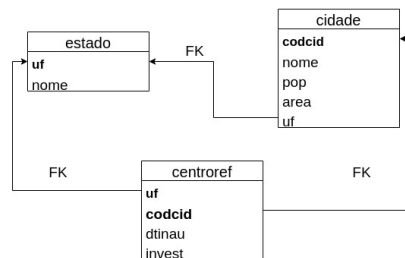 estado
uf
nome
FK
cidade
codcid
nome
pop
area
uf
FK
centroref
uf
codcid
dtinau
invest
FK